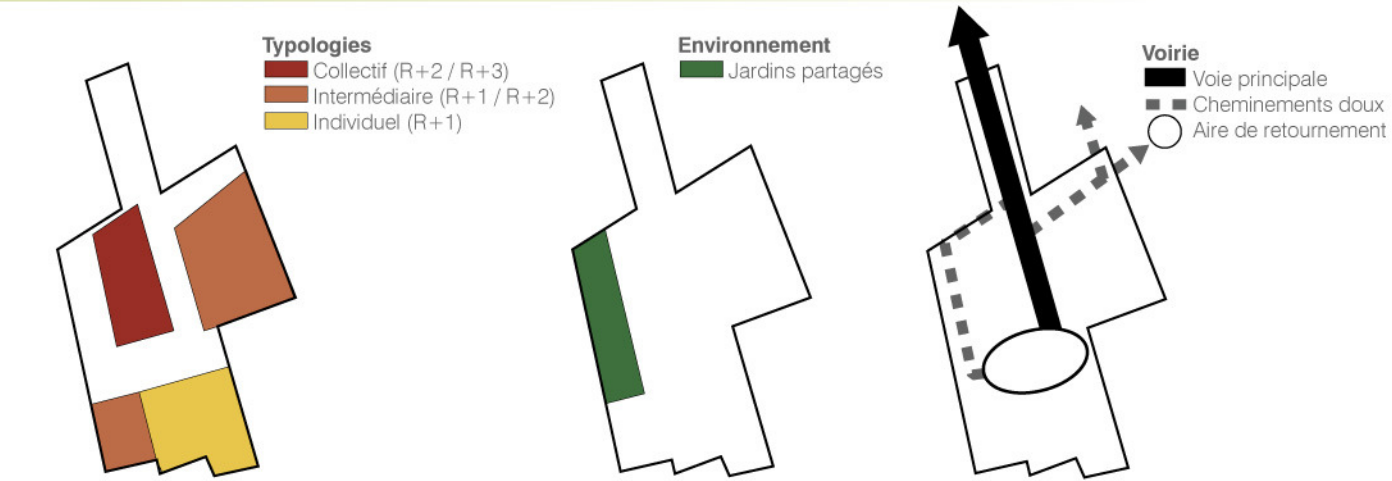 Typologies
Collectif (R+2 / R+3)
Intermédiaire (R+1 / R+2)
Individuel (R+1)
Environnement
Jardins partagés
Voirie
Voie principale
Cheminements doux
Aire de retournement